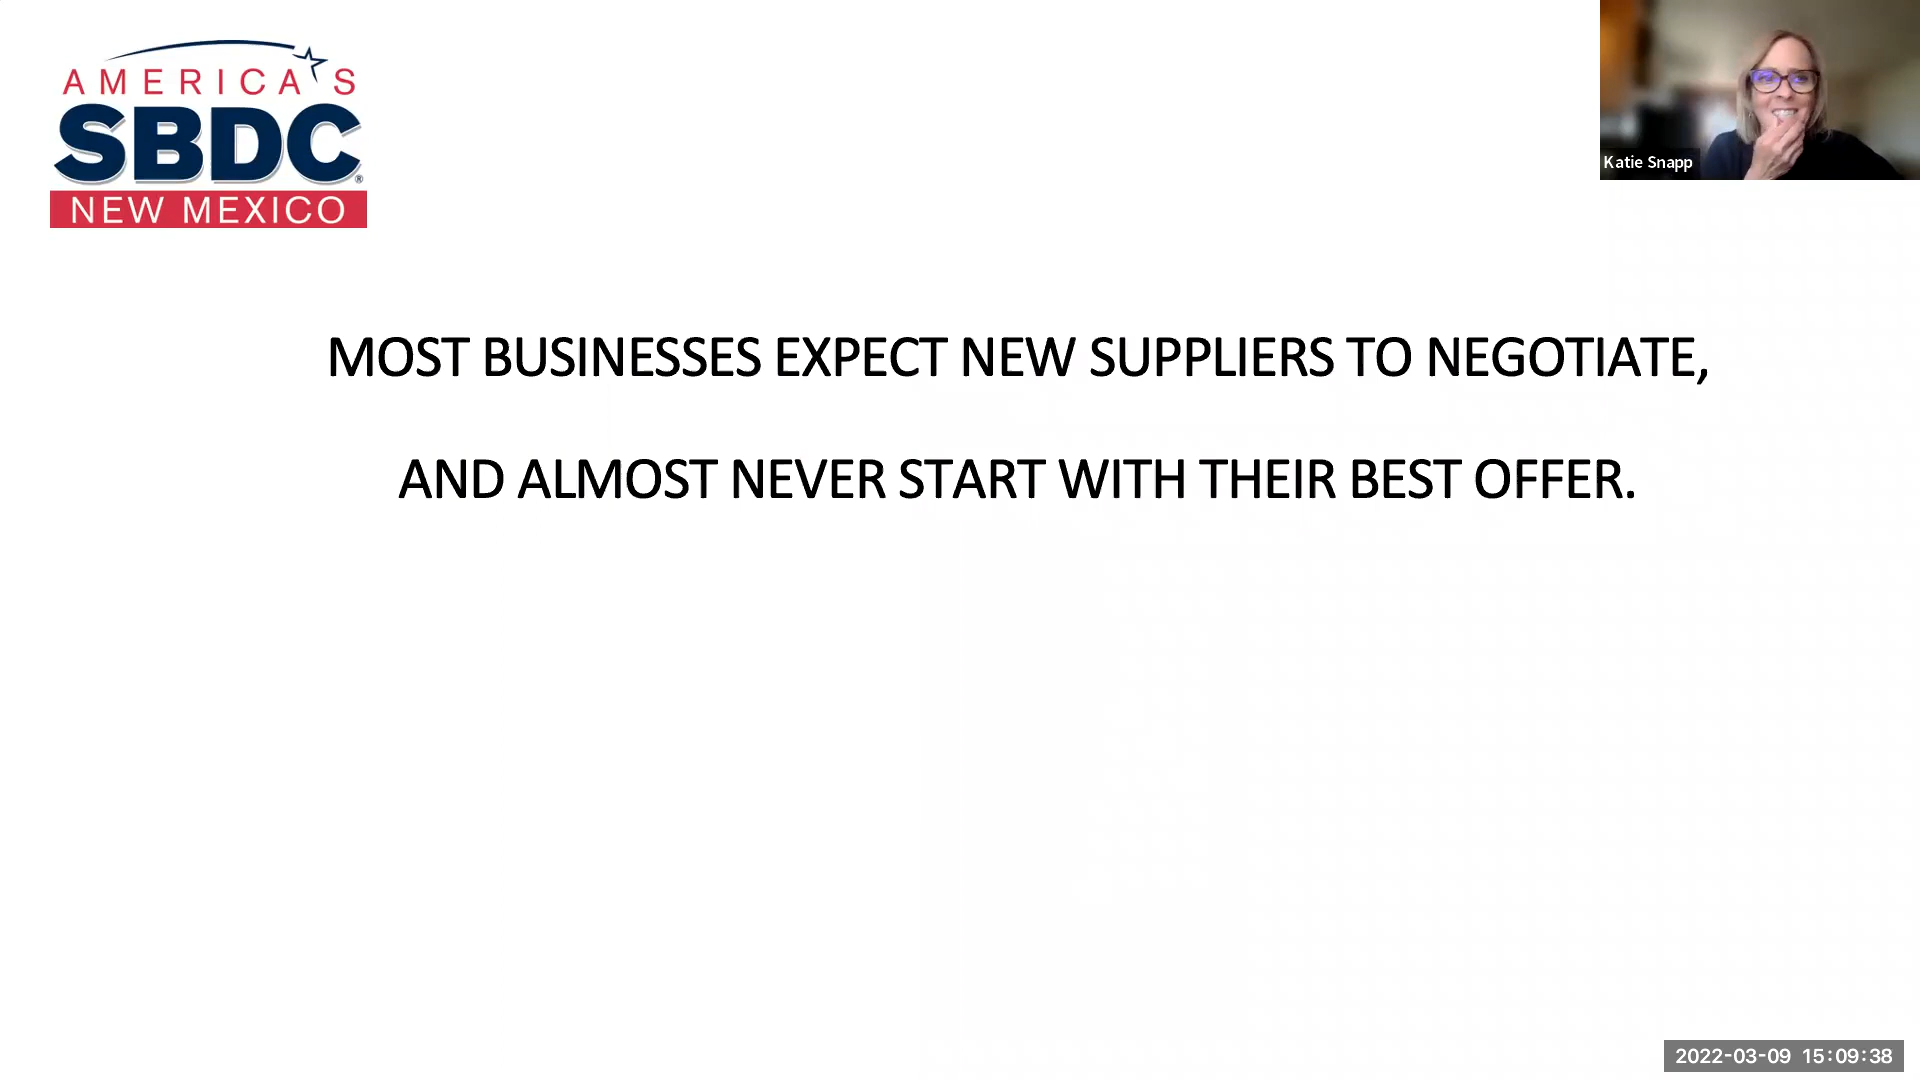 AMERICA'S
SBDC®
NEW MEXICO
Katie Snapp
MOST BUSINESSES EXPECT NEW SUPPLIERS TO NEGOTIATE,
AND ALMOST NEVER START WITH THEIR BEST OFFER.
2022-03-09 15:09:38